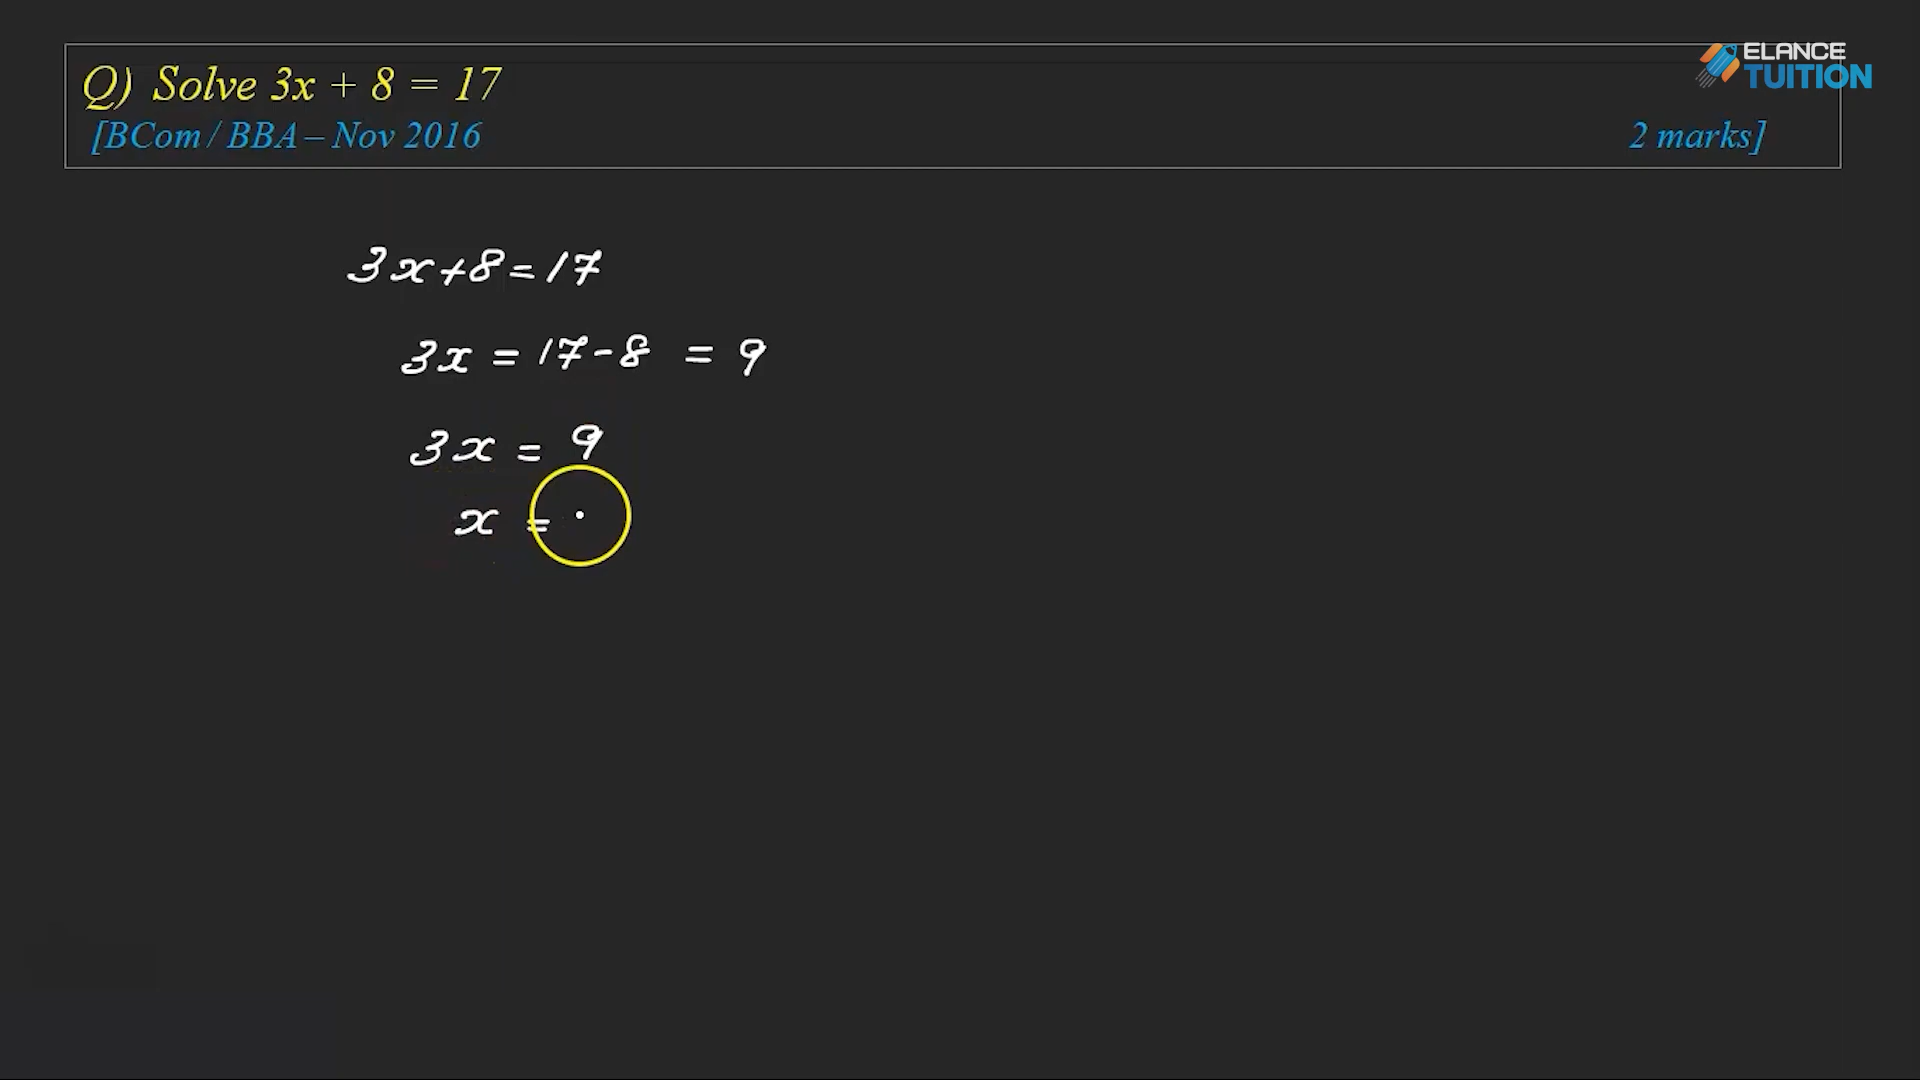 ELANCE
TUITION
Q) Solve 3x + 8 = 17
[BCom / BBA – Nov 2016 2 marks]
3x+8=17
3x = 17-8 = 9
3x = 9
x =